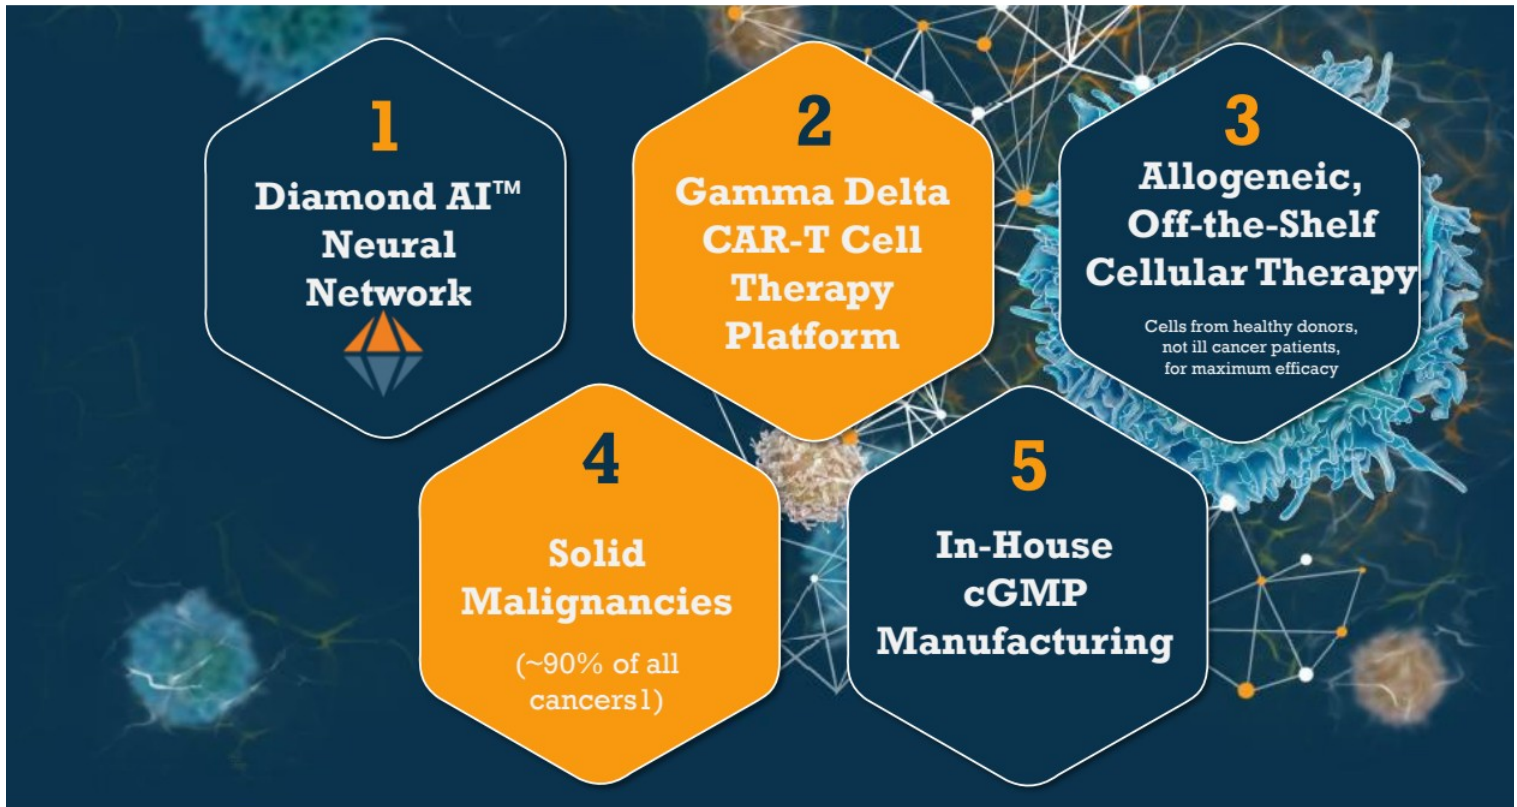 1
Diamond AI™
Neural
Network
2
Gamma Delta
CAR-T Cell
Therapy
Platform
3
Allogeneic,
Off-the-Shelf
Cellular Therapy
Cells from healthy donors,
not ill cancer patients,
for maximum efficacy
4
Solid
Malignancies
(~90% of all
cancers1)
5
In-House
cGMP
Manufacturing